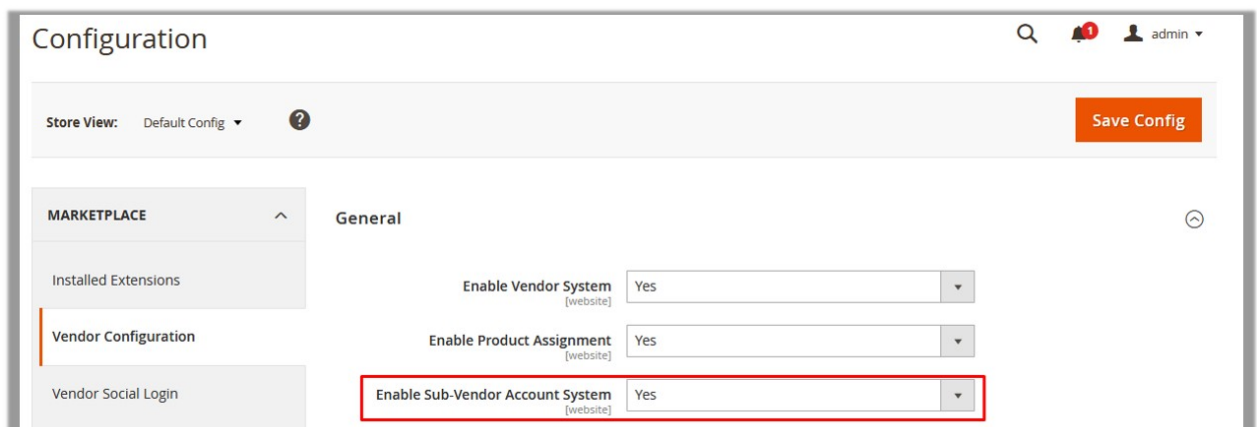 Configuration
1
admin
Store View: Default Config
?
Save Config
MARKETPLACE
General
Installed Extensions
Enable Vendor System Yes
[website]
Vendor Configuration
Enable Product Assignment Yes
[website]
Vendor Social Login
Enable Sub-Vendor Account System Yes
[website]